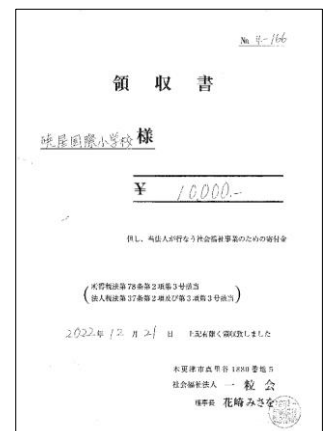 No. 4-166
領収書
暁星国際小学校 様
¥ 10,000.-
但し、当法人が行なう社会福祉事業のための寄付金
(所得税法第78条第2項第3号該当
法人税法第37条第2項及び第3項第3号該当)
2022年 12月 21日 上記有難く領収致しました
木更津市真里谷1880番地5
社会福祉法人 一粒会
理事長 花崎みさを